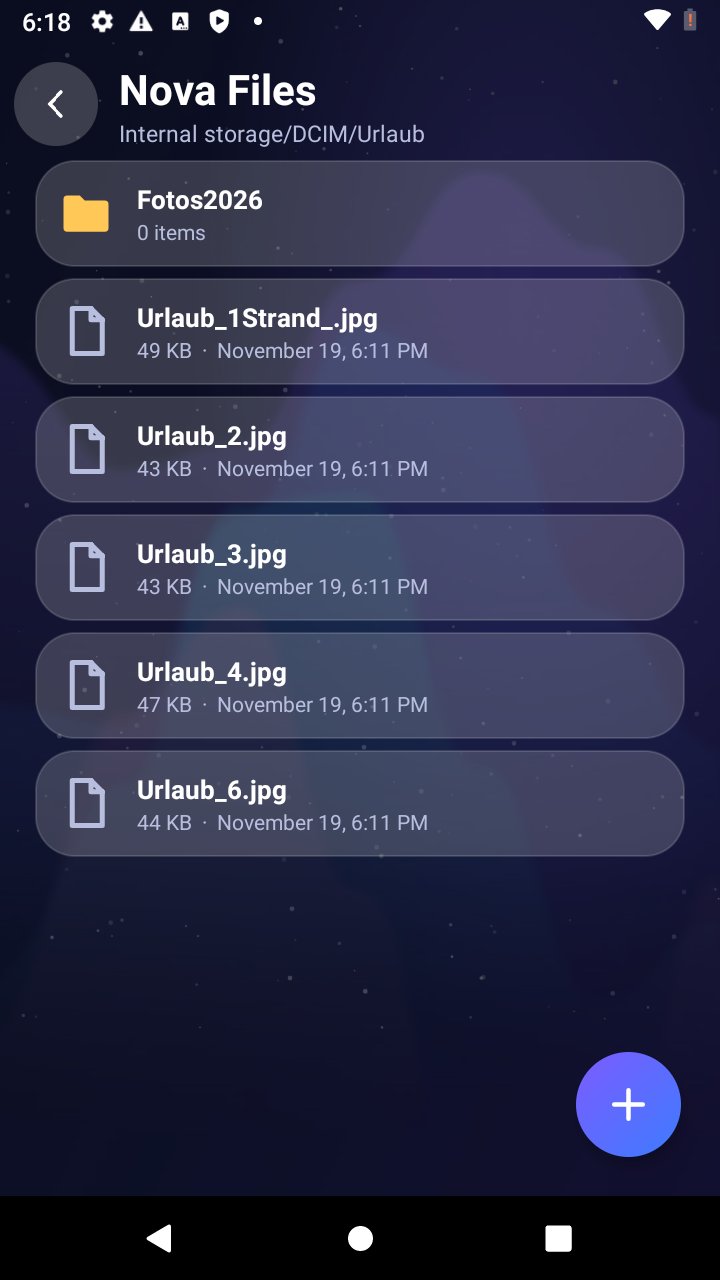 6:18
Nova Files
Internal storage/DCIM/Urlaub
Fotos2026
0 items
Urlaub_1Strand_.jpg
49 KB · November 19, 6:11 PM
Urlaub_2.jpg
43 KB · November 19, 6:11 PM
Urlaub_3.jpg
43 KB · November 19, 6:11 PM
Urlaub_4.jpg
47 KB · November 19, 6:11 PM
Urlaub_6.jpg
44 KB · November 19, 6:11 PM